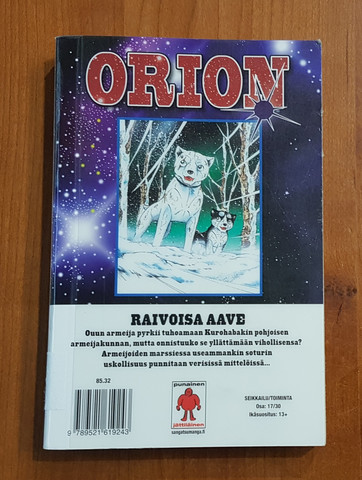 ORION
RAIVOISA AAVE
Ouun armeija pyrkii tuhoamaan Kurohabakin pohjoisen
armeijakunnan, mutta onnistuuko se yllättämään vihollisensa?
Armeijoiden marssiessa useammankin soturin
uskollisuus punnitaan verisissä mittelöissä...
85.32
9 789521 619243
punainen
jättiläinen
sangatsumanga.fi
SEIKKAILU/TOIMINTA
Osa: 17/30
Ikäsuositus: 13+